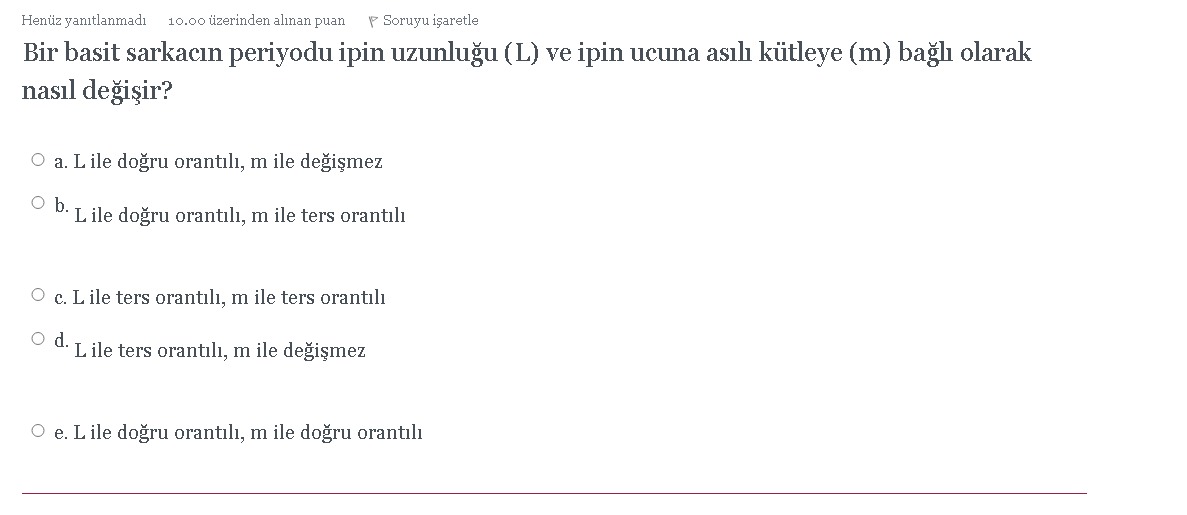 Henüz yanıtlanmadı 10.00 üzerinden alınan puan Soruyu işaretle
Bir basit sarkacın periyodu ipin uzunluğu (L) ve ipin ucuna asılı kütleye (m) bağlı olarak
nasıl değişir?
a. L ile doğru orantılı, m ile değişmez
b. L ile doğru orantılı, m ile ters orantılı
c. L ile ters orantılı, m ile ters orantılı
d. L ile ters orantılı, m ile değişmez
e. L ile doğru orantılı, m ile doğru orantılı